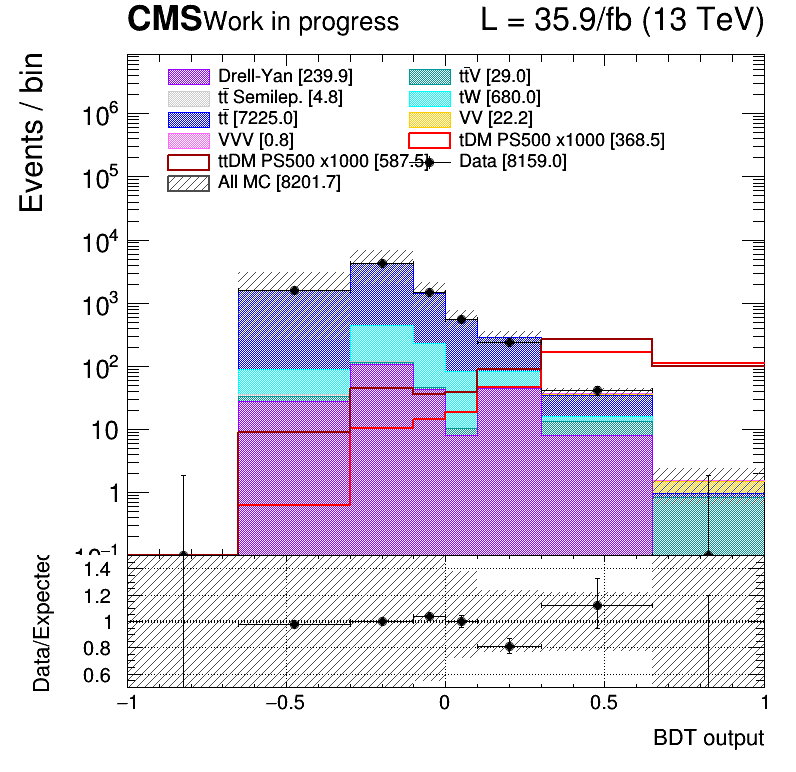 CMS Work in progress L = 35.9/fb (13 TeV)
Events / bin
Drell-Yan [239.9] tt̄V [29.0]
tt̄ Semilep. [4.8] tW [680.0]
tt̄ [7225.0] VV [22.2]
VVV [0.8] tDM PS500 x1000 [368.5]
ttDM PS500 x1000 [587.5] Data [8159.0]
All MC [8201.7]
10⁶
10⁵
10⁴
10³
10²
10
1
10⁻¹
Data/Expected
1.4
1.2
1
0.8
0.6
−1 −0.5 0 0.5 1
BDT output